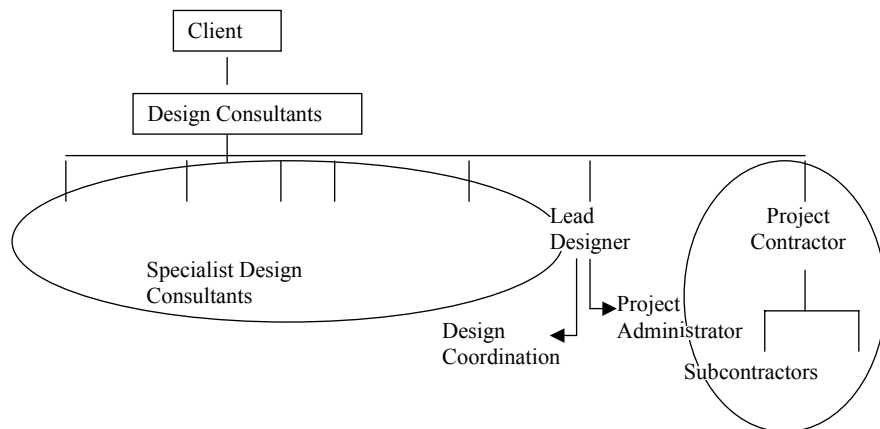 Client
Design Consultants
Lead
Designer
Project
Contractor
Specialist Design
Consultants
Project
Administrator
Design
Coordination
Subcontractors